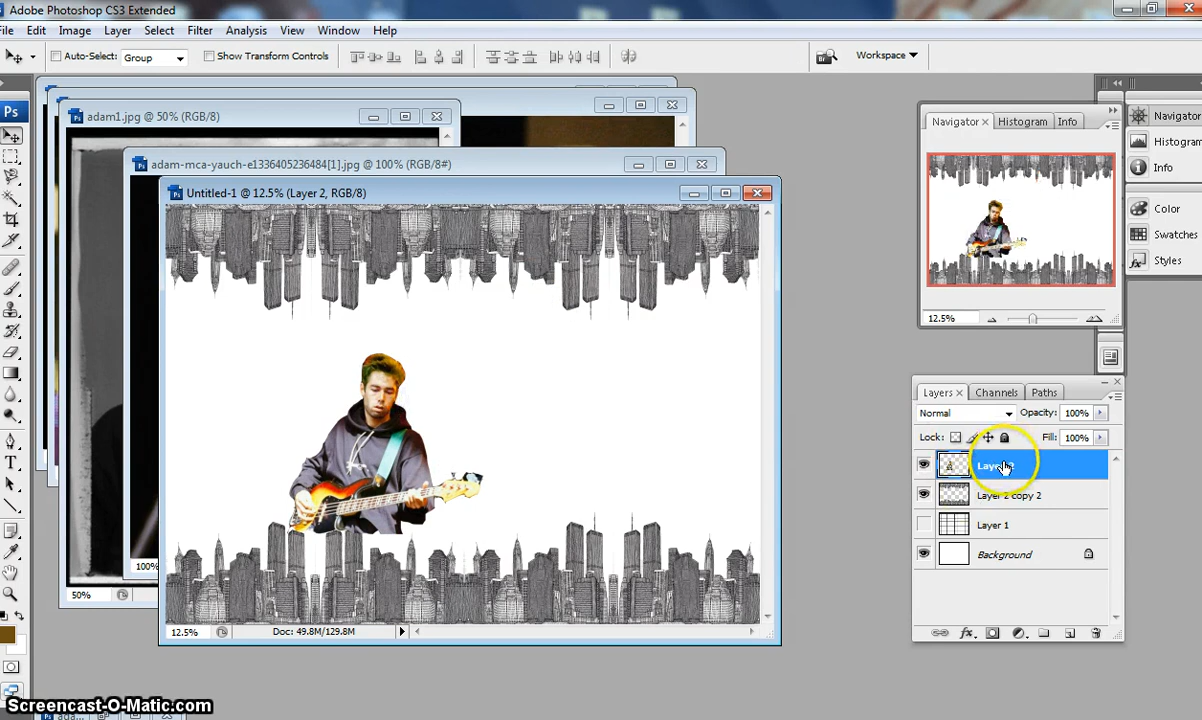 Adobe Photoshop CS3 Extended
File Edit Image Layer Select Filter Analysis View Window Help
Auto-Select: Group Show Transform Controls Workspace
Ps
adam1.jpg @ 50% (RGB/8)
adam-mca-yauch-e1336405236484[1].jpg @ 100% (RGB/8#)
Untitled-1 @ 12.5% (Layer 2, RGB/8)
Navigator Histogram Info
12.5%
Navigator
Histogram
Info
Color
Swatches
Styles
Layers Channels Paths
Normal Opacity: 100%
Lock: Fill: 100%
Layer 2 copy 2
Layer 1
Background
100%
50%
12.5% Doc: 49.8M/129.8M
Screencast-O-Matic.com